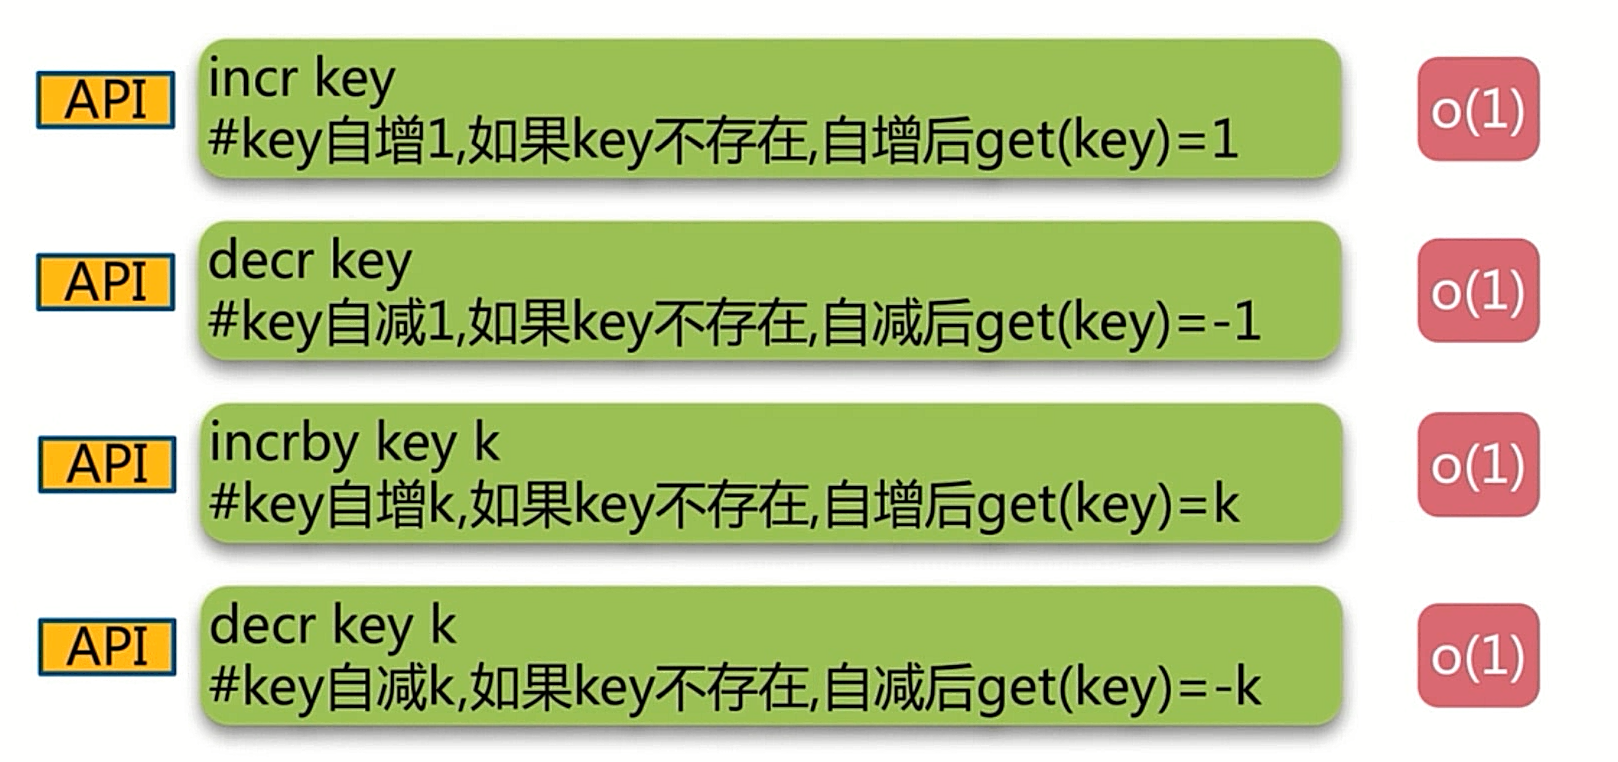 API
incr key
#key自增1,如果key不存在,自增后get(key)=1
o(1)
API
decr key
#key自减1,如果key不存在,自减后get(key)=-1
o(1)
API
incrby key k
#key自增k,如果key不存在,自增后get(key)=k
o(1)
API
decr key k
#key自减k,如果key不存在,自减后get(key)=-k
o(1)